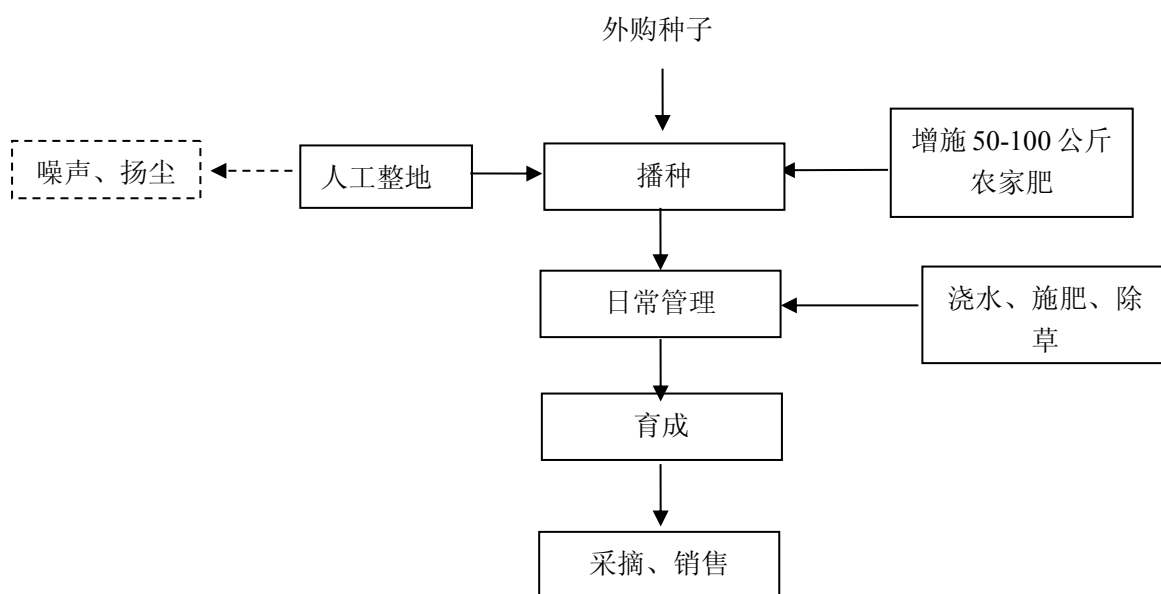 外购种子
噪声、扬尘
人工整地
播种
增施 50-100 公斤
农家肥
日常管理
浇水、施肥、除
草
育成
采摘、销售